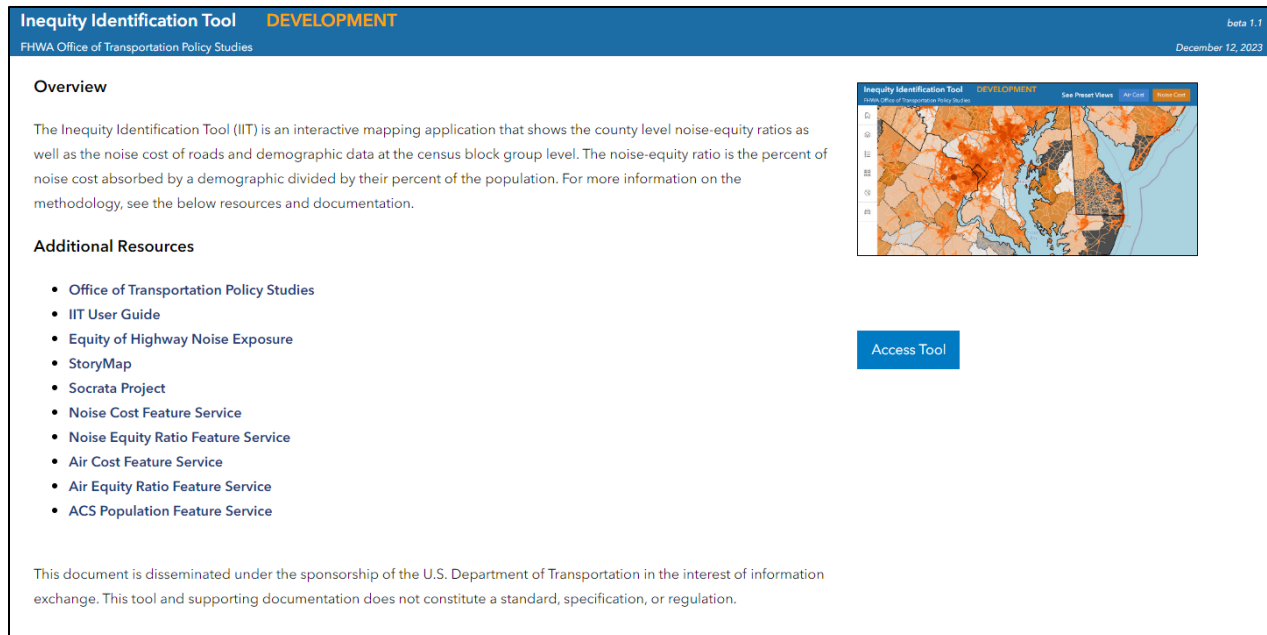 Inequity Identification Tool DEVELOPMENT beta 1.1
FHWA Office of Transportation Policy Studies December 12, 2023
Overview
The Inequity Identification Tool (IIT) is an interactive mapping application that shows the county level noise-equity ratios as
well as the noise cost of roads and demographic data at the census block group level. The noise-equity ratio is the percent of
noise cost absorbed by a demographic divided by their percent of the population. For more information on the
methodology, see the below resources and documentation.
Inequity Identification Tool DEVELOPMENT See Preset Views Air Cost Noise Cost
FHWA Office of Transportation Policy Studies
Additional Resources
Office of Transportation Policy Studies
IIT User Guide
Equity of Highway Noise Exposure
StoryMap
Socrata Project
Noise Cost Feature Service
Noise Equity Ratio Feature Service
Air Cost Feature Service
Air Equity Ratio Feature Service
ACS Population Feature Service
Access Tool
This document is disseminated under the sponsorship of the U.S. Department of Transportation in the interest of information
exchange. This tool and supporting documentation does not constitute a standard, specification, or regulation.